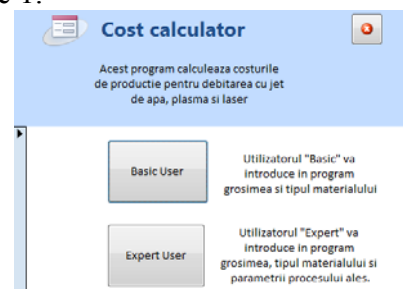 Cost calculator
Acest program calculeaza costurile
de productie pentru debitarea cu jet
de apa, plasma si laser
Basic User
Utilizatorul "Basic" va
introduce in program
grosimea si tipul materialului
Expert User
Utilizatorul "Expert" va
introduce in program
grosimea, tipul materialului si
parametrii procesului ales.